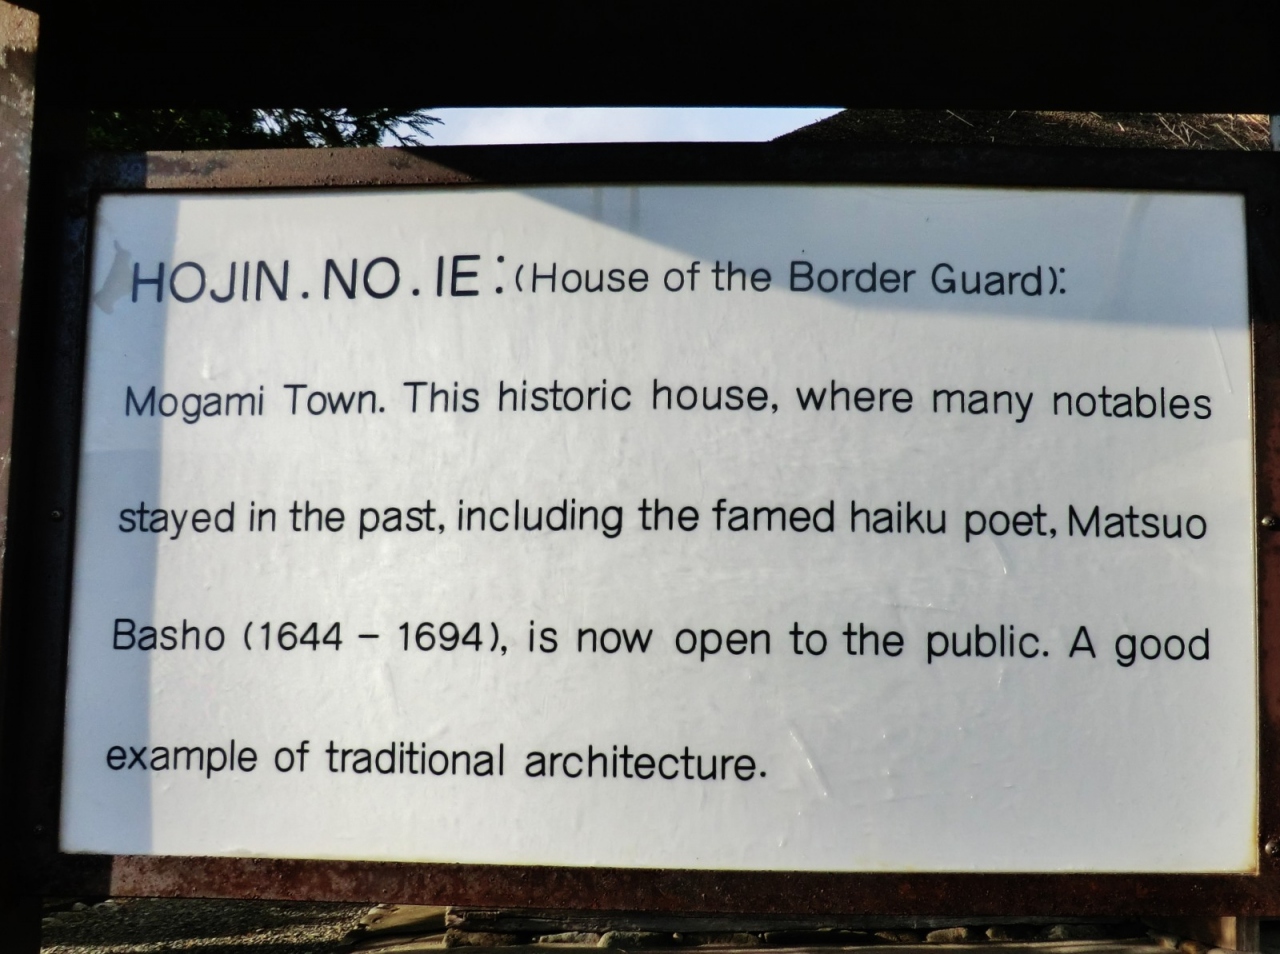 HOJIN.NO.IE:(House of the Border Guard):
Mogami Town. This historic house, where many notables
stayed in the past, including the famed haiku poet, Matsuo
Basho (1644 – 1694), is now open to the public. A good
example of traditional architecture.